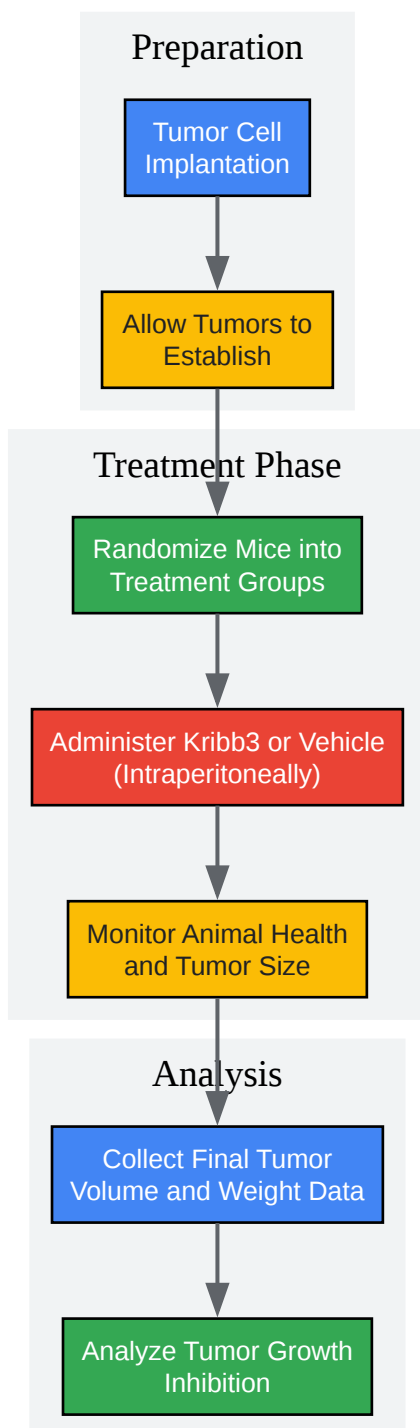 Preparation
Tumor Cell
Implantation
Allow Tumors to
Establish
Treatment Phase
Randomize Mice into
Treatment Groups
Administer Kribb3 or Vehicle
(Intraperitoneally)
Monitor Animal Health
and Tumor Size
Analysis
Collect Final Tumor
Volume and Weight Data
Analyze Tumor Growth
Inhibition